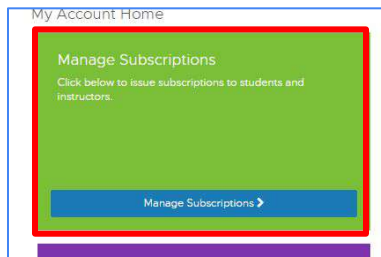 My Account Home
Manage Subscriptions
Click below to issue subscriptions to students and
instructors.
Manage Subscriptions